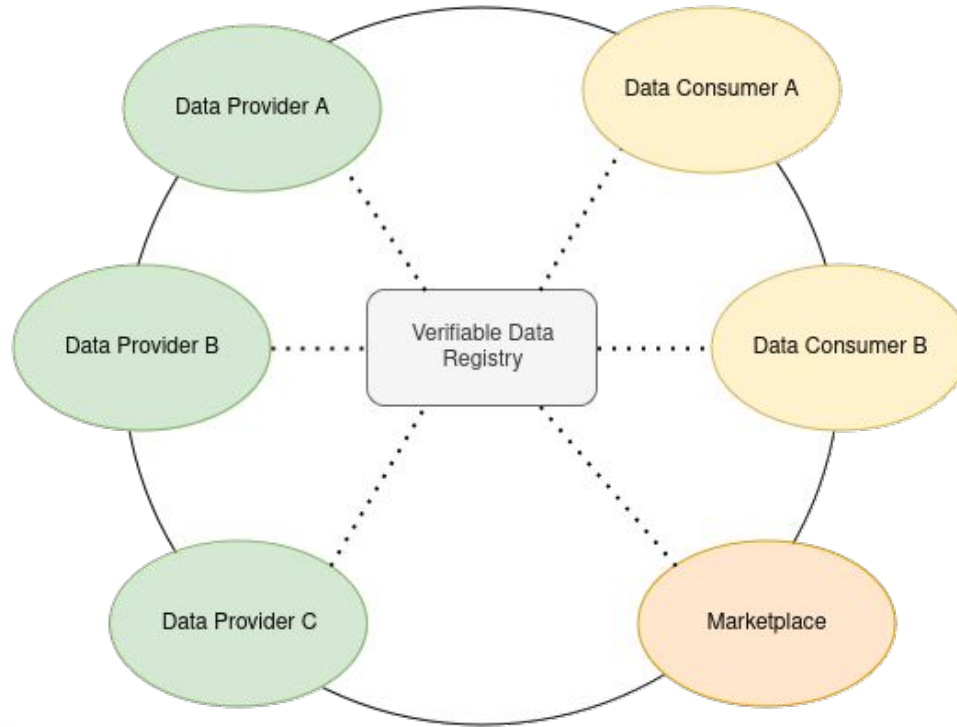 Data Provider A
Data Consumer A
Verifiable Data
Registry
Data Provider B
Data Consumer B
Data Provider C
Marketplace